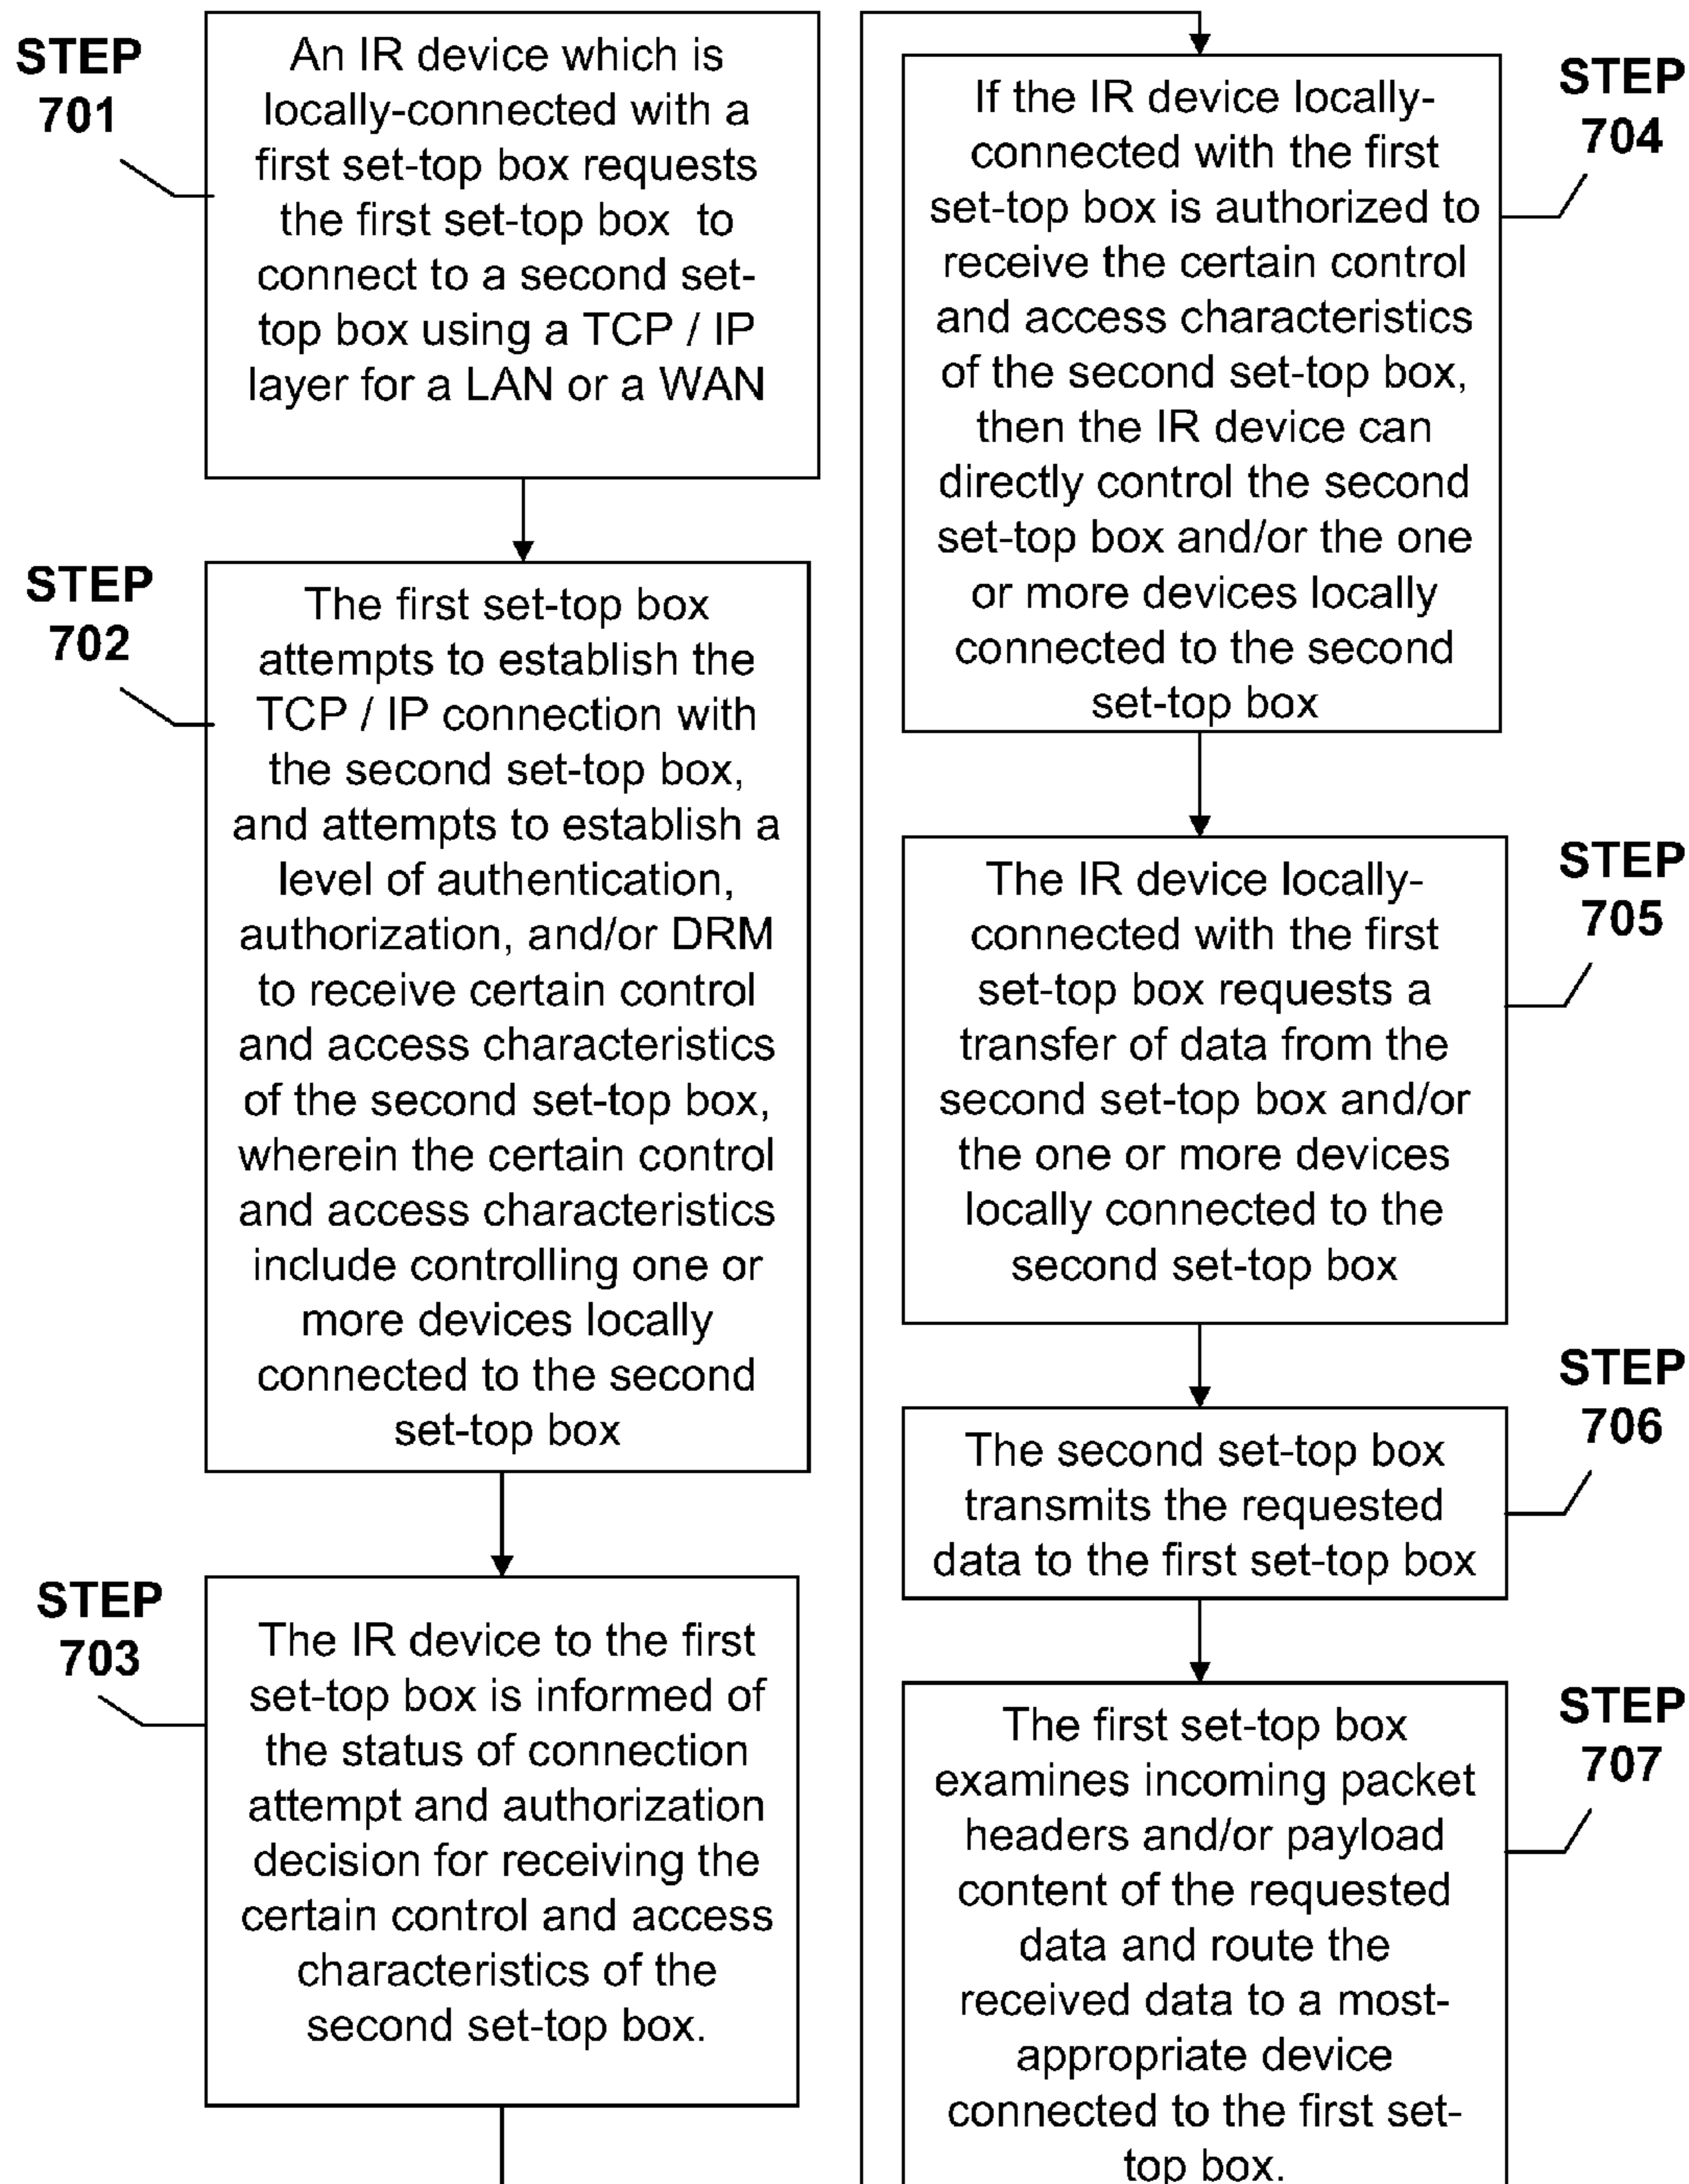 STEP
701
An IR device which is
locally-connected with a
first set-top box requests
the first set-top box to
connect to a second set-
top box using a TCP / IP
layer for a LAN or a WAN
STEP
702
The first set-top box
attempts to establish the
TCP / IP connection with
the second set-top box,
and attempts to establish a
level of authentication,
authorization, and/or DRM
to receive certain control
and access characteristics
of the second set-top box,
wherein the certain control
and access characteristics
include controlling one or
more devices locally
connected to the second
set-top box
STEP
703
The IR device to the first
set-top box is informed of
the status of connection
attempt and authorization
decision for receiving the
certain control and access
characteristics of the
second set-top box.
STEP
704
If the IR device locally-
connected with the first
set-top box is authorized to
receive the certain control
and access characteristics
of the second set-top box,
then the IR device can
directly control the second
set-top box and/or the one
or more devices locally
connected to the second
set-top box
STEP
705
The IR device locally-
connected with the first
set-top box requests a
transfer of data from the
second set-top box and/or
the one or more devices
locally connected to the
second set-top box
STEP
706
The second set-top box
transmits the requested
data to the first set-top box
STEP
707
The first set-top box
examines incoming packet
headers and/or payload
content of the requested
data and route the
received data to a most-
appropriate device
connected to the first set-
top box.